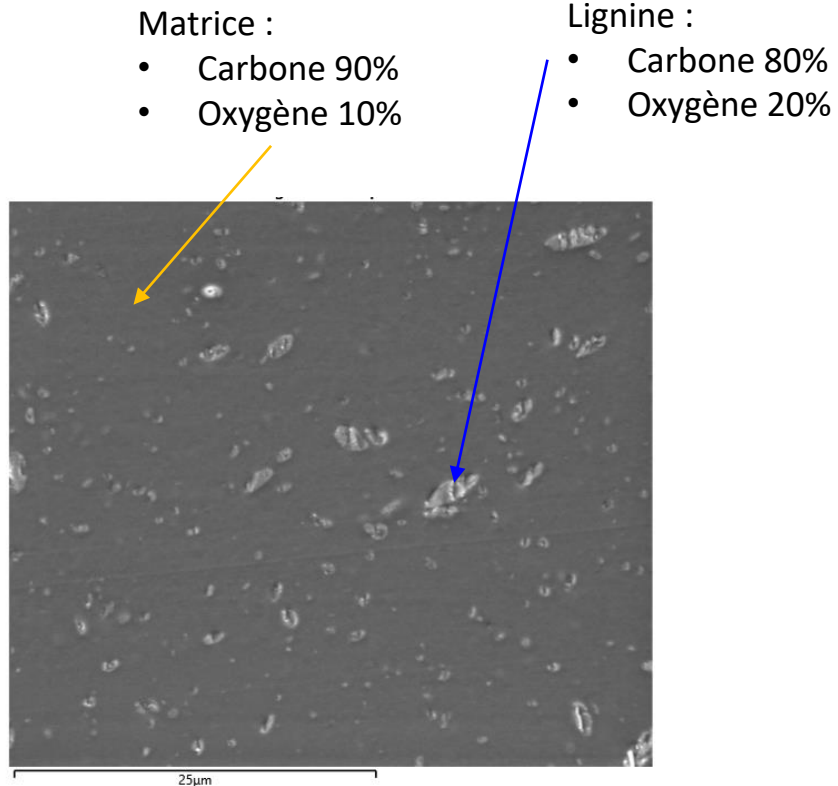 Matrice :
• Carbone 90%
• Oxygène 10%
Lignine :
• Carbone 80%
• Oxygène 20%
25µm